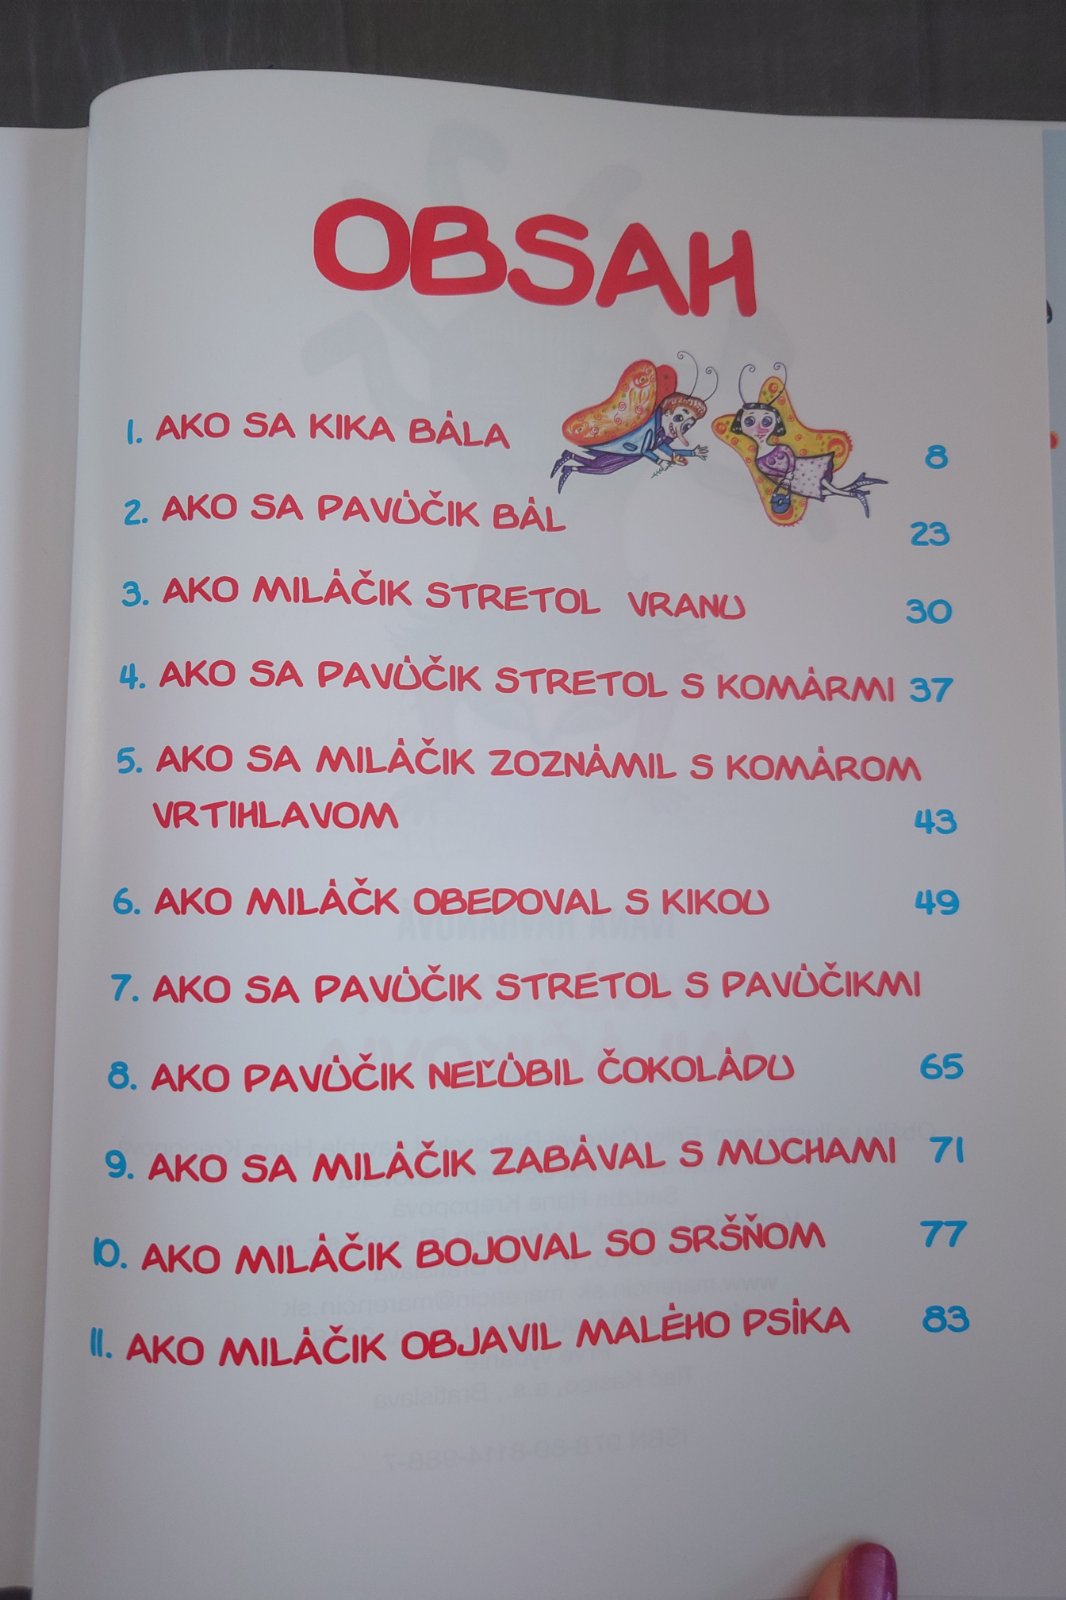 OBSAH
1. AKO SA KIKA BÁLA 8
2. AKO SA PAVÚČIK BÁL 23
3. AKO MILÁČIK STRETOL VRANU 30
4. AKO SA PAVÚČIK STRETOL S KOMÁRMI 37
5. AKO SA MILÁČIK ZOZNÁMIL S KOMÁROM
VRTIHLAVOM 43
6. AKO MILÁČK OBEDOVAL S KIKOU 49
7. AKO SA PAVÚČIK STRETOL S PAVÚČIKMI
8. AKO PAVÚČIK NEĽÚBIL ČOKOLÁDU 65
9. AKO SA MILÁČIK ZABÁVAL S MUCHAMI 71
10. AKO MILÁČIK BOJOVAL SO SRŠŇOM 77
11. AKO MILÁČIK OBJAVIL MALÉHO PSÍKA 83